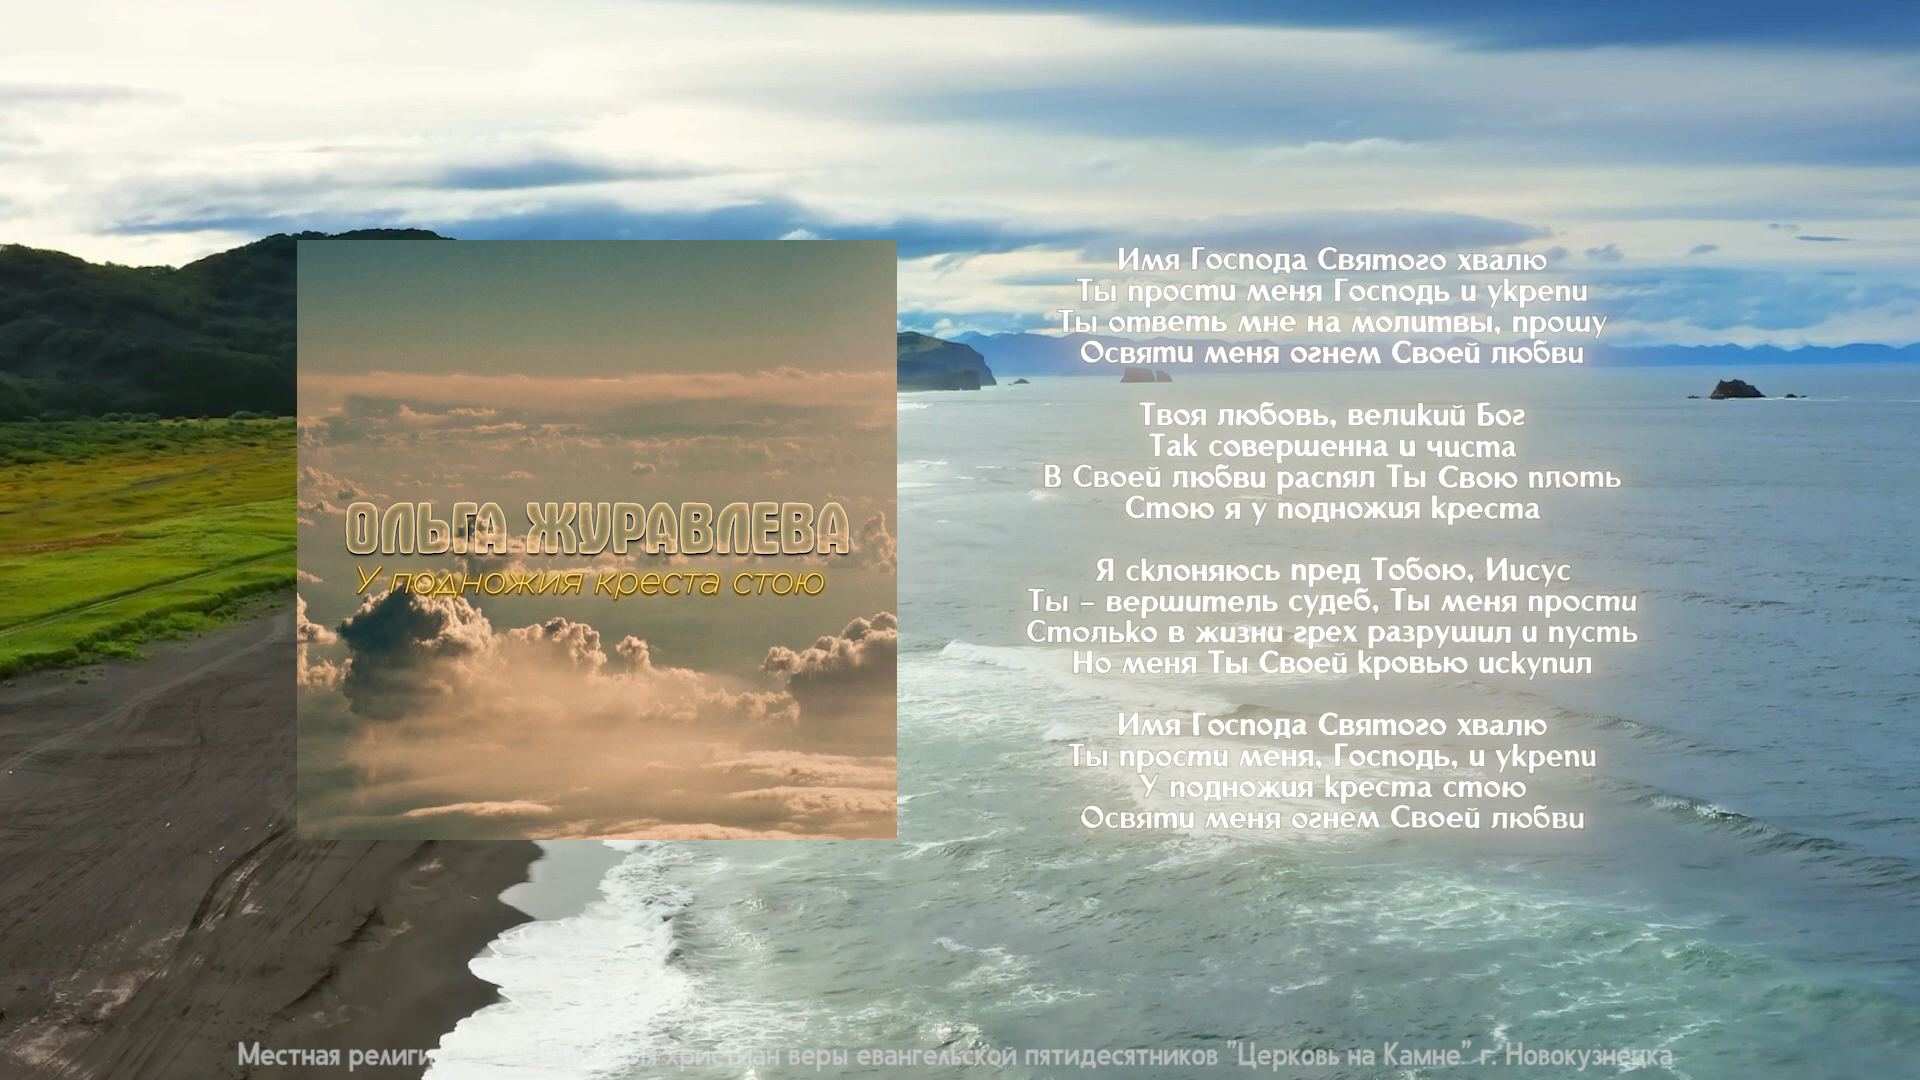 ОЛЬГА ЖУРАВЛЕВА
У подножия креста стою
Имя Господа Святого хвалю
Ты прости меня Господь и укрепи
Ты ответь мне на молитвы, прошу
Освяти меня огнем Своей любви
Твоя любовь, великий Бог
Так совершенна и чиста
В Своей любви распял Ты Свою плоть
Стою я у подножия креста
Я склоняюсь пред Тобою, Иисус
Ты – вершитель судеб, Ты меня прости
Столько в жизни грех разрушил и пусть
Но меня Ты Своей кровью искупил
Имя Господа Святого хвалю
Ты прости меня, Господь, и укрепи
У подножия креста стою
Освяти меня огнем Своей любви
Местная христиан веры евангельской пятидесятников "Церковь на Камне" г. Новокузнецка